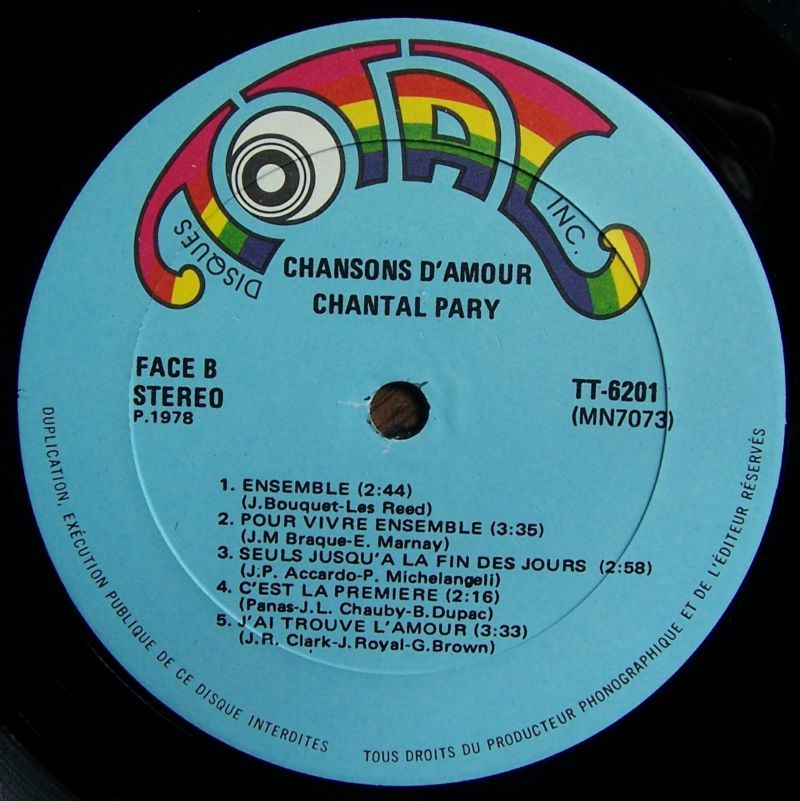 DISQUES
TOTAL
INC.
CHANSONS D'AMOUR
CHANTAL PARY
FACE B
STEREO
P.1978
TT-6201
(MN7073)
1. ENSEMBLE (2:44)
(J.Bouquet-Les Reed)
2. POUR VIVRE ENSEMBLE (3:35)
(J.M Braque-E. Marnay)
3. SEULS JUSQU'A LA FIN DES JOURS (2:58)
(J.P. Accardo-P. Michelangeli)
4. C'EST LA PREMIERE (2:16)
(Panas-J.L. Chauby-B.Dupac)
5. J'AI TROUVE L'AMOUR (3:33)
(J.R. Clark-J.Royal-G.Brown)
DUPLICATION, EXÉCUTION PUBLIQUE DE CE DISQUE INTERDITES
TOUS DROITS DU PRODUCTEUR PHONOGRAPHIQUE ET DE L'ÉDITEUR RÉSERVÉS